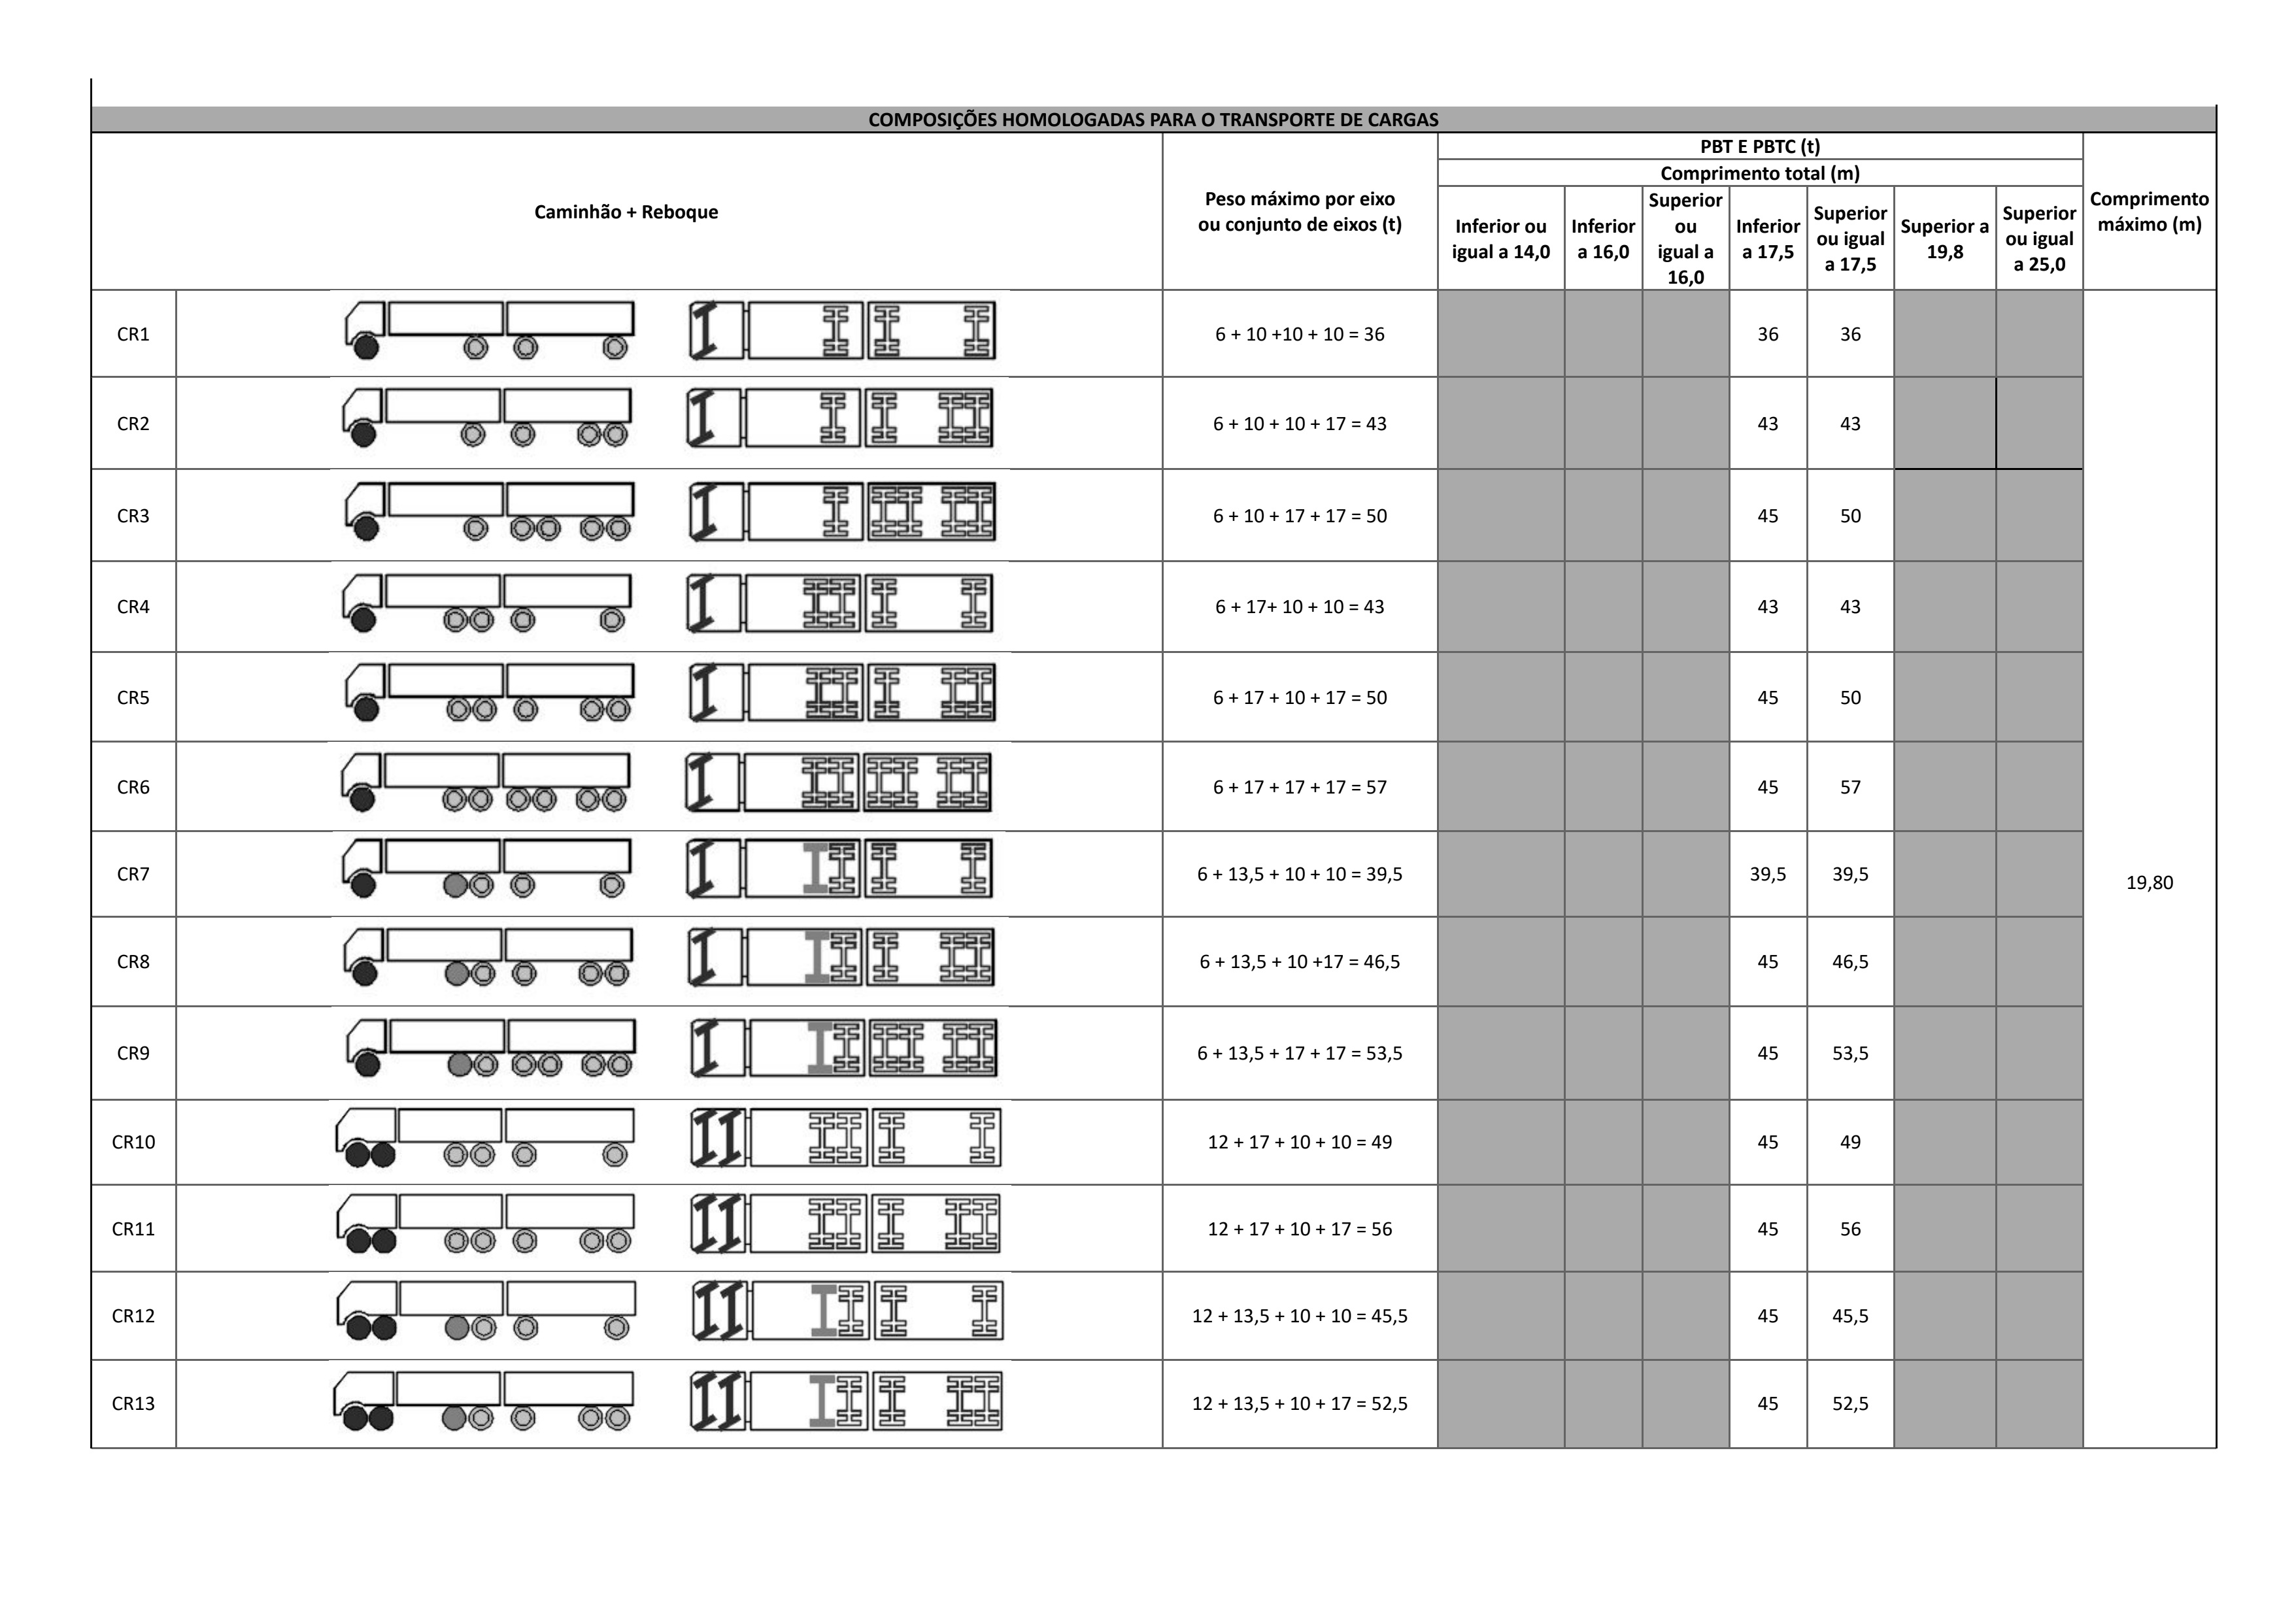 COMPOSIÇÕES HOMOLOGADAS PARA O TRANSPORTE DE CARGAS
Caminhão + Reboque
Peso máximo por eixo
ou conjunto de eixos (t)
PBT E PBTC (t)
Comprimento total (m)
Inferior ou
igual a 14,0
Inferior
a 16,0
Superior
ou
igual a
16,0
Inferior
a 17,5
Superior
ou igual
a 17,5
Superior a
19,8
Superior
ou igual
a 25,0
Comprimento
máximo (m)
CR1 6 + 10 +10 + 10 = 36 36 36
CR2 6 + 10 + 10 + 17 = 43 43 43
CR3 6 + 10 + 17 + 17 = 50 45 50
CR4 6 + 17+ 10 + 10 = 43 43 43
CR5 6 + 17 + 10 + 17 = 50 45 50
CR6 6 + 17 + 17 + 17 = 57 45 57
CR7 6 + 13,5 + 10 + 10 = 39,5 39,5 39,5
19,80
CR8 6 + 13,5 + 10 +17 = 46,5 45 46,5
CR9 6 + 13,5 + 17 + 17 = 53,5 45 53,5
CR10 12 + 17 + 10 + 10 = 49 45 49
CR11 12 + 17 + 10 + 17 = 56 45 56
CR12 12 + 13,5 + 10 + 10 = 45,5 45 45,5
CR13 12 + 13,5 + 10 + 17 = 52,5 45 52,5